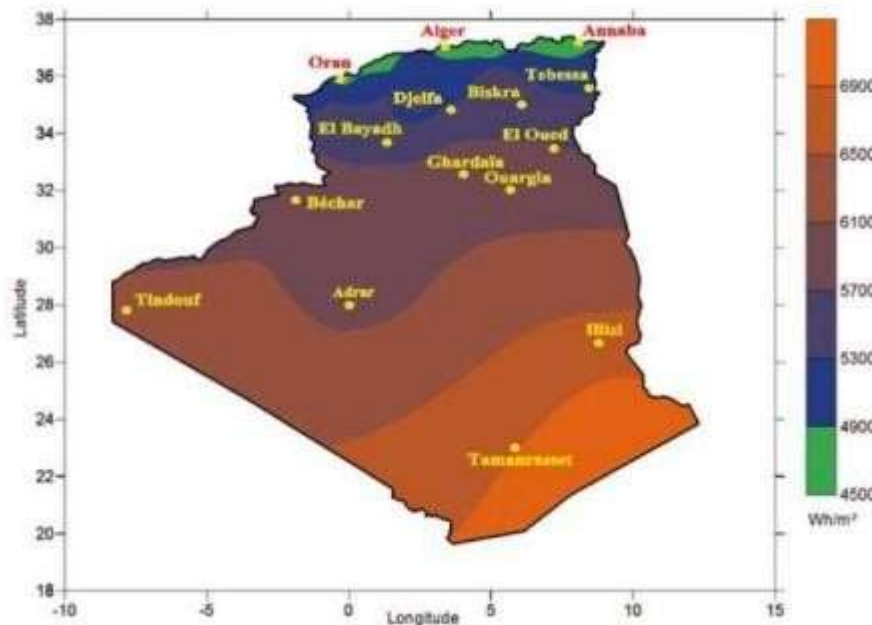 38
36
34
32
30
28
26
24
22
20
18
Latitude
-10
-5
0
5
10
15
Longitude
Oran
Alger
Annaba
Tebessa
Djelfa
Biskra
El Bayadh
El Oued
Ghardaïa
Ouargla
Béchar
Tindouf
Adrar
Illizi
Tamanrasset
6900
6500
6100
5700
5300
4900
4500
Wh/m²